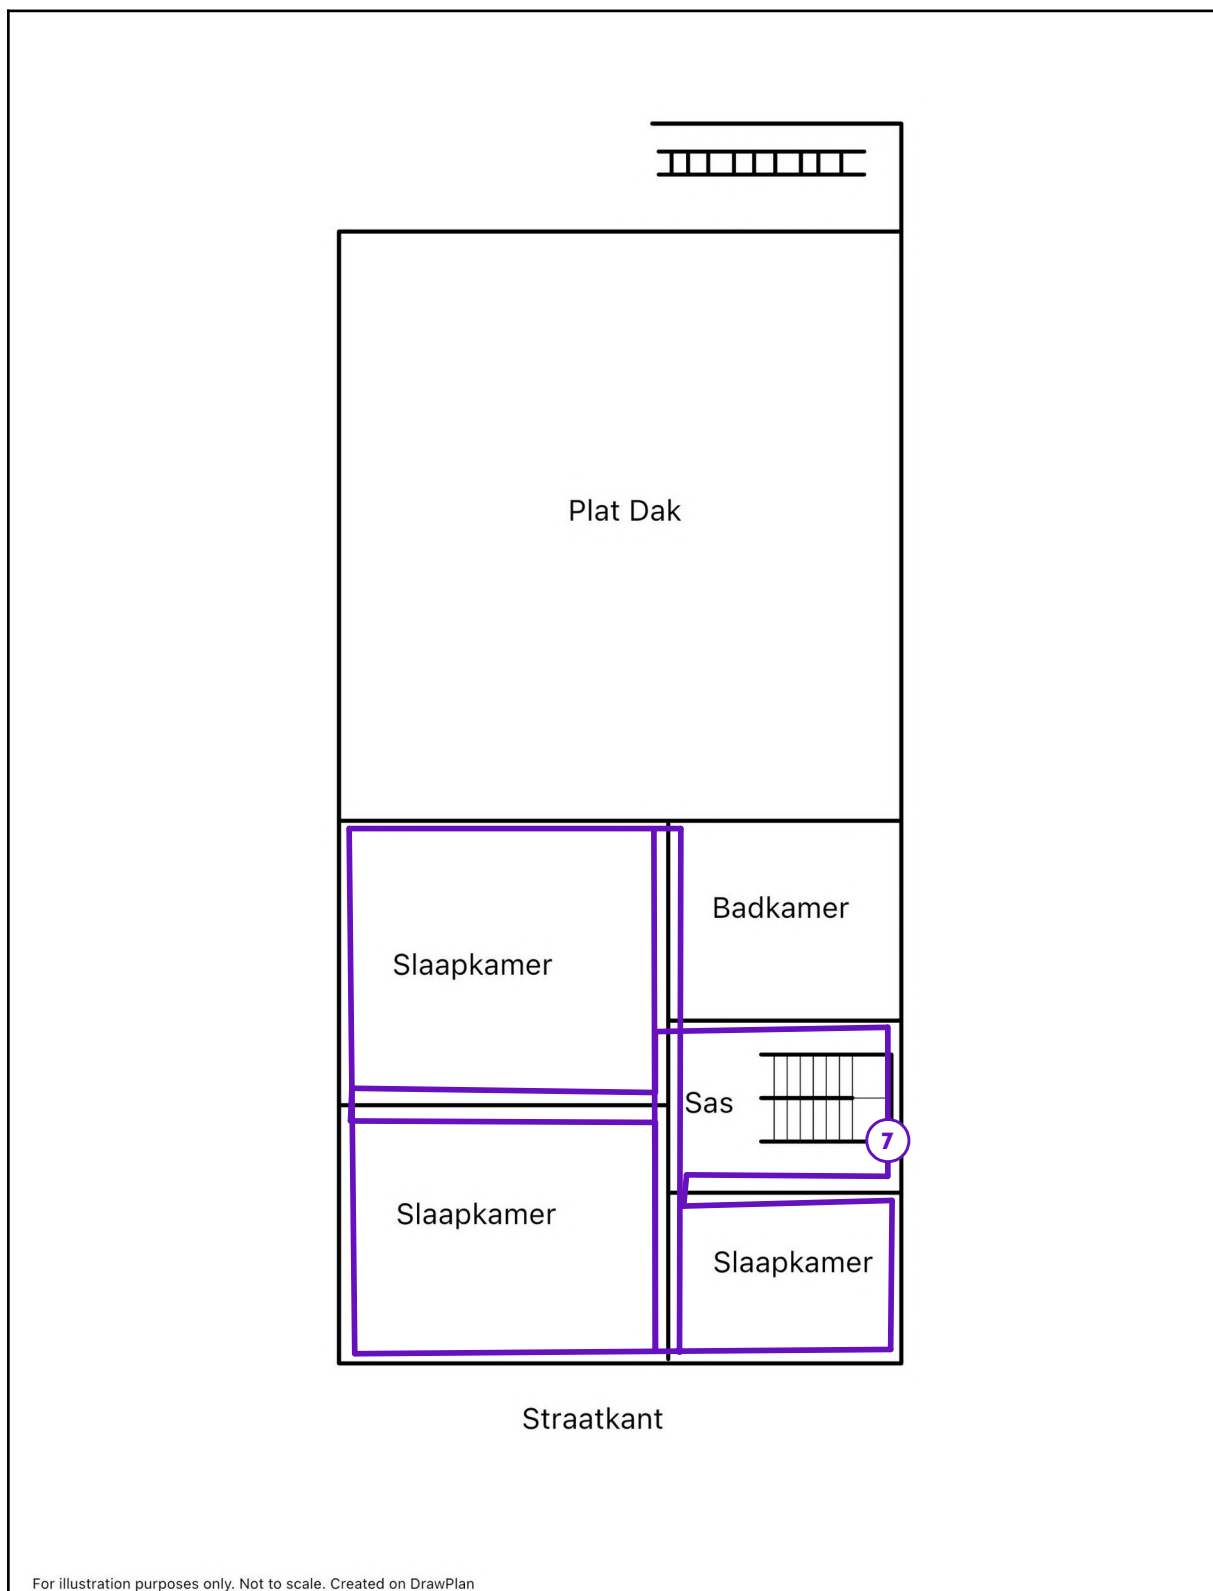 Plat Dak
Badkamer
Slaapkamer
Sas
7
Slaapkamer
Slaapkamer
Straatkant
For illustration purposes only. Not to scale. Created on DrawPlan